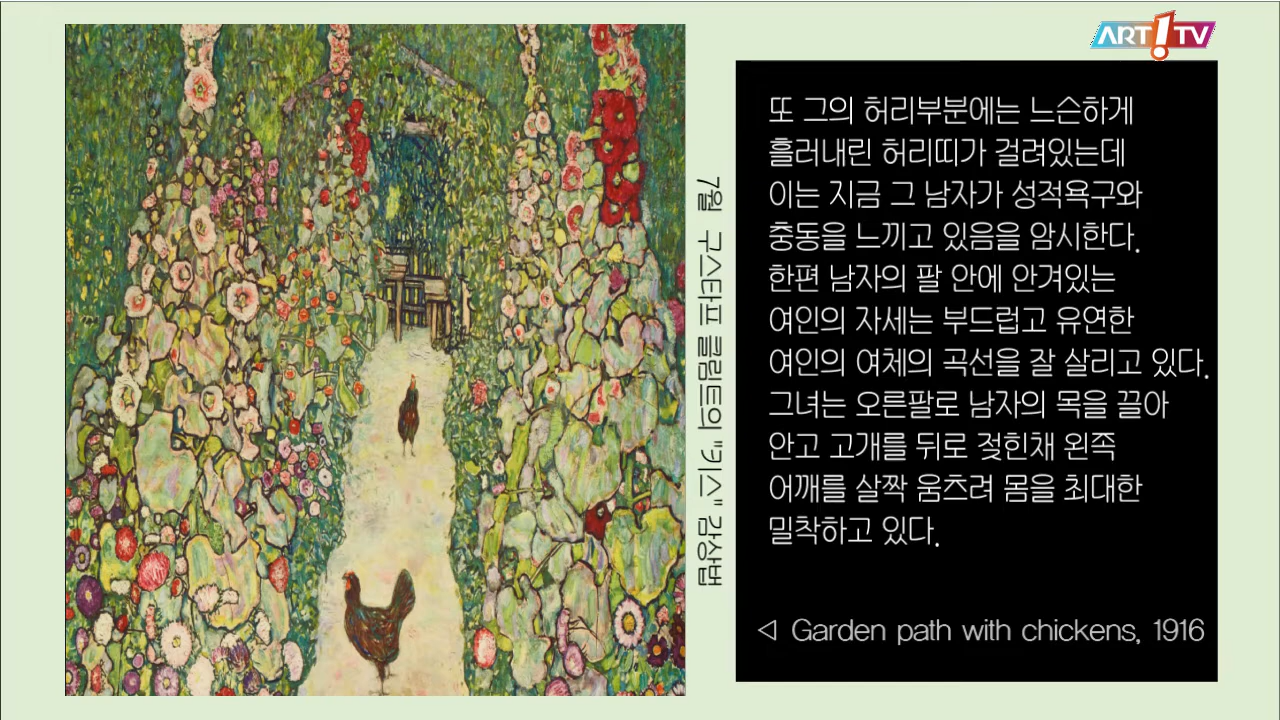 ART!TV
7월 구스타프 클림트의 "키스" 감상법
또 그의 허리부분에는 느슨하게
흘러내린 허리띠가 걸려있는데
이는 지금 그 남자가 성적욕구와
충동을 느끼고 있음을 암시한다.
한편 남자의 팔 안에 안겨있는
여인의 자세는 부드럽고 유연한
여인의 여체의 곡선을 잘 살리고 있다.
그녀는 오른팔로 남자의 목을 끌아
안고 고개를 뒤로 젖힌채 왼쪽
어깨를 살짝 움츠려 몸을 최대한
밀착하고 있다.
◁ Garden path with chickens, 1916